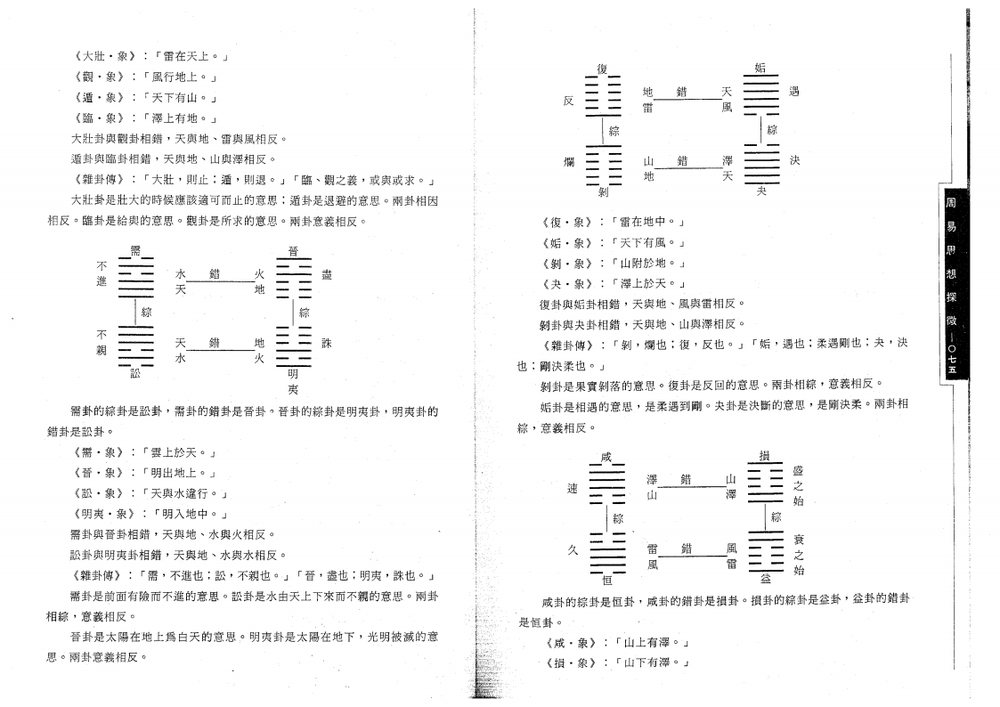 《大壯·象》：「雷在天上。」
《觀·象》：「風行地上。」
《遁·象》：「天下有山。」
《臨·象》：「澤上有地。」
大壯卦與觀卦相錯，天與地、雷與風相反。
遁卦與臨卦相錯，天與地、山與澤相反。
《雜卦傳》：「大壯，則止；遁，則退。」「臨、觀之義，或與或求。」
大壯卦是壯大的時候應該適可而止的意思；遁卦是退避的意思。兩卦相因
相反。臨卦是給與的意思。觀卦是所求的意思。兩卦意義相反。
需 晉
不進 水天 錯 火地 盡
綜 綜
不親 天水 錯 地火 誅
訟 明夷
需卦的綜卦是訟卦，需卦的錯卦是晉卦。晉卦的綜卦是明夷卦，明夷卦的
錯卦是訟卦。
《需·象》：「雲上於天。」
《晉·象》：「明出地上。」
《訟·象》：「天與水違行。」
《明夷·象》：「明入地中。」
需卦與晉卦相錯，天與地、水與火相反。
訟卦與明夷卦相錯，天與地、水與水相反。
《雜卦傳》：「需，不進也；訟，不親也。」「晉，盡也；明夷，誅也。」
需卦是前面有險而不進的意思。訟卦是水由天上下來而不親的意思。兩卦
相綜，意義相反。
晉卦是太陽在地上爲白天的意思。明夷卦是太陽在地下，光明被滅的意
思。兩卦意義相反。
復 姤
反 地雷 錯 天風 遇
綜 綜
爛 山地 錯 澤天 決
剝 夬
《復·象》：「雷在地中。」
《姤·象》：「天下有風。」
《剝·象》：「山附於地。」
《夬·象》：「澤上於天。」
復卦與姤卦相錯，天與地、風與雷相反。
剝卦與夬卦相錯，天與地、山與澤相反。
《雜卦傳》：「剝，爛也；復，反也。」「姤，遇也；柔遇剛也；夬，決
也；剛決柔也。」
剝卦是果實剝落的意思。復卦是反回的意思。兩卦相綜，意義相反。
姤卦是相遇的意思，是柔遇到剛。夬卦是決斷的意思，是剛決柔。兩卦相
綜，意義相反。
咸 損
速 澤山 錯 山澤 盛之始
綜 綜
久 雷風 錯 風雷 衰之始
恒 益
咸卦的綜卦是恒卦，咸卦的錯卦是損卦。損卦的綜卦是益卦，益卦的錯卦
是恒卦。
《咸·象》：「山上有澤。」
《損·象》：「山下有澤。」
周易思想探微｜〇七五